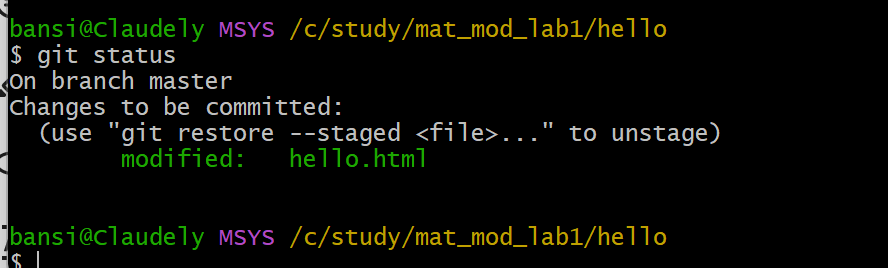 bansi@Claudely MSYS /c/study/mat_mod_lab1/hello
$ git status
On branch master
Changes to be committed:
  (use "git restore --staged <file>..." to unstage)
        modified:   hello.html

bansi@Claudely MSYS /c/study/mat_mod_lab1/hello
$